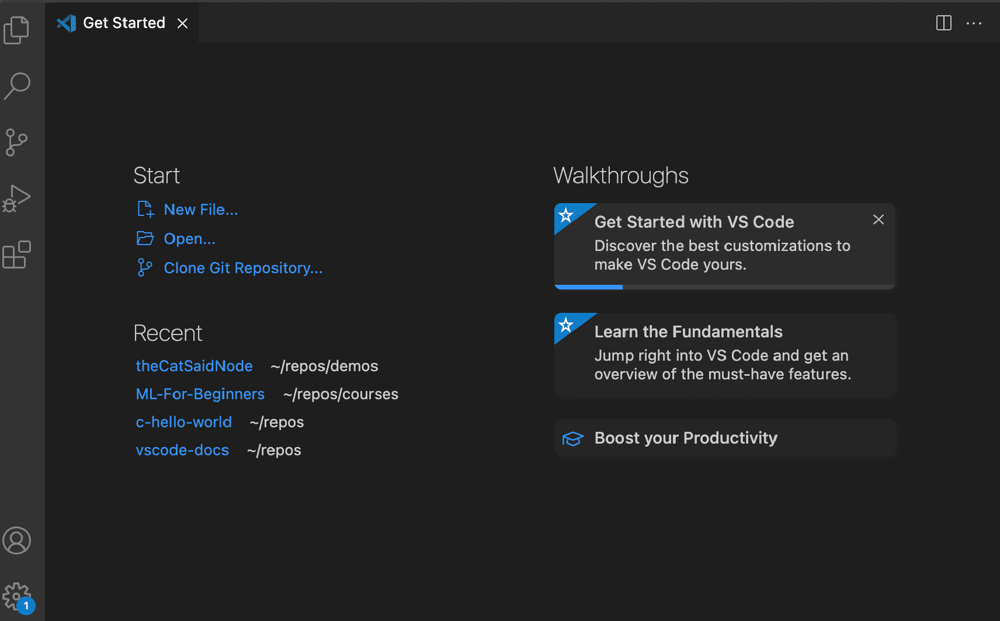 Get Started
Start
New File...
Open...
Clone Git Repository...
Recent
theCatSaidNode ~/repos/demos
ML-For-Beginners ~/repos/courses
c-hello-world ~/repos
vscode-docs ~/repos
Walkthroughs
Get Started with VS Code
Discover the best customizations to
make VS Code yours.
Learn the Fundamentals
Jump right into VS Code and get an
overview of the must-have features.
Boost your Productivity
1